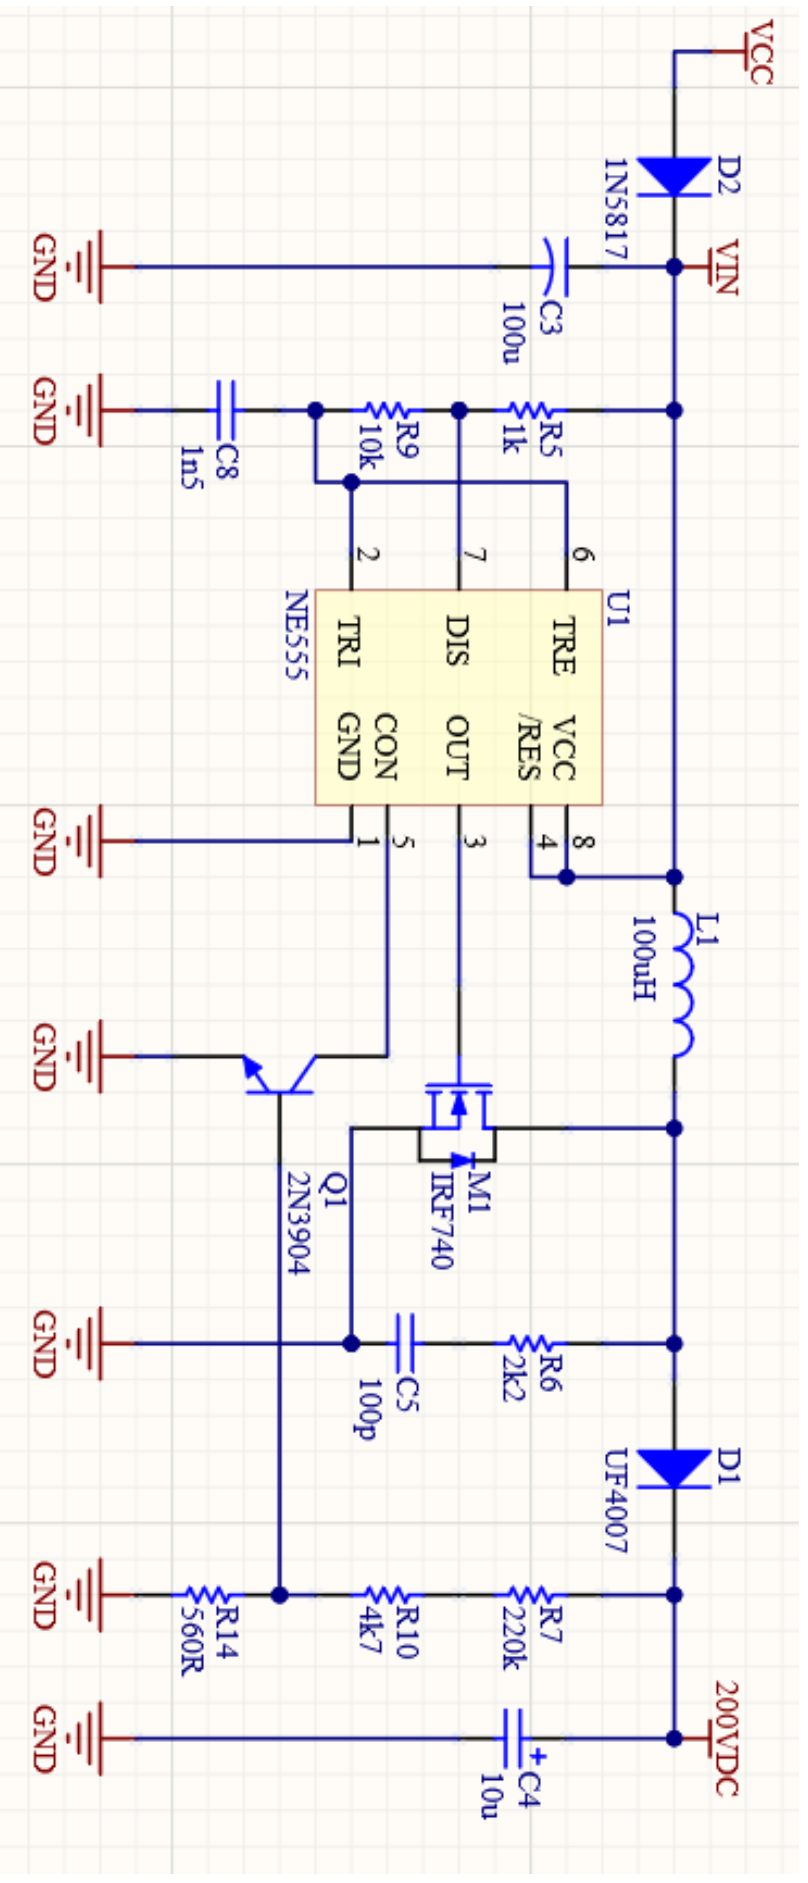 VCC
D2
1N5817
VIN
GND
C3
100u
GND
C8
1n5
R9
10k
R5
1k
2
7
6
U1
NE555
TRI
DIS
TRE
GND
CON
OUT
/RES
VCC
1
5
3
4
8
GND
L1
100uH
GND
Q1
2N3904
M1
IRF740
GND
C5
100p
R6
2k2
D1
UF4007
GND
R14
560R
R10
4k7
R7
220k
200VDC
GND
+
C4
10u